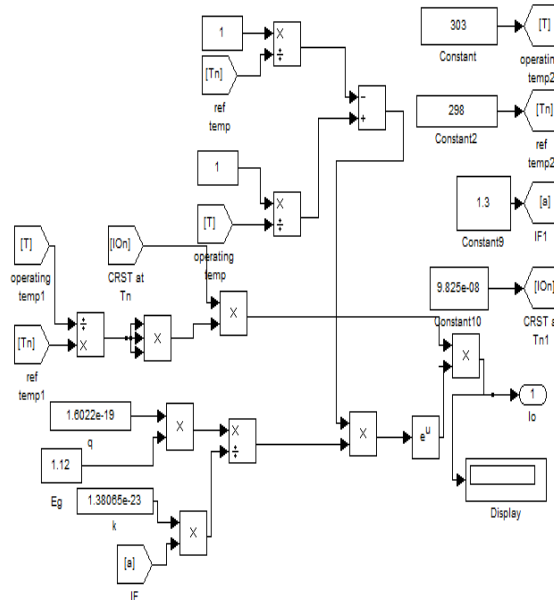 1
×
÷
[Tn]
ref
temp
−
+
303
Constant
[T]
operating
temp2
298
Constant2
[Tn]
ref
temp2
1
×
÷
[T]
operating
temp
1.3
Constant9
[a]
IF1
[T]
operating
temp1
[IOn]
CRST at
Tn
9.825e-08
Constant10
[IOn]
CRST a
Tn1
[Tn]
ref
temp1
÷
×
×
×
×
1
Io
1.6022e-19
q
×
×
÷
×
e^u
1.12
Eg
1.38065e-23
k
×
[a]
IF
Display